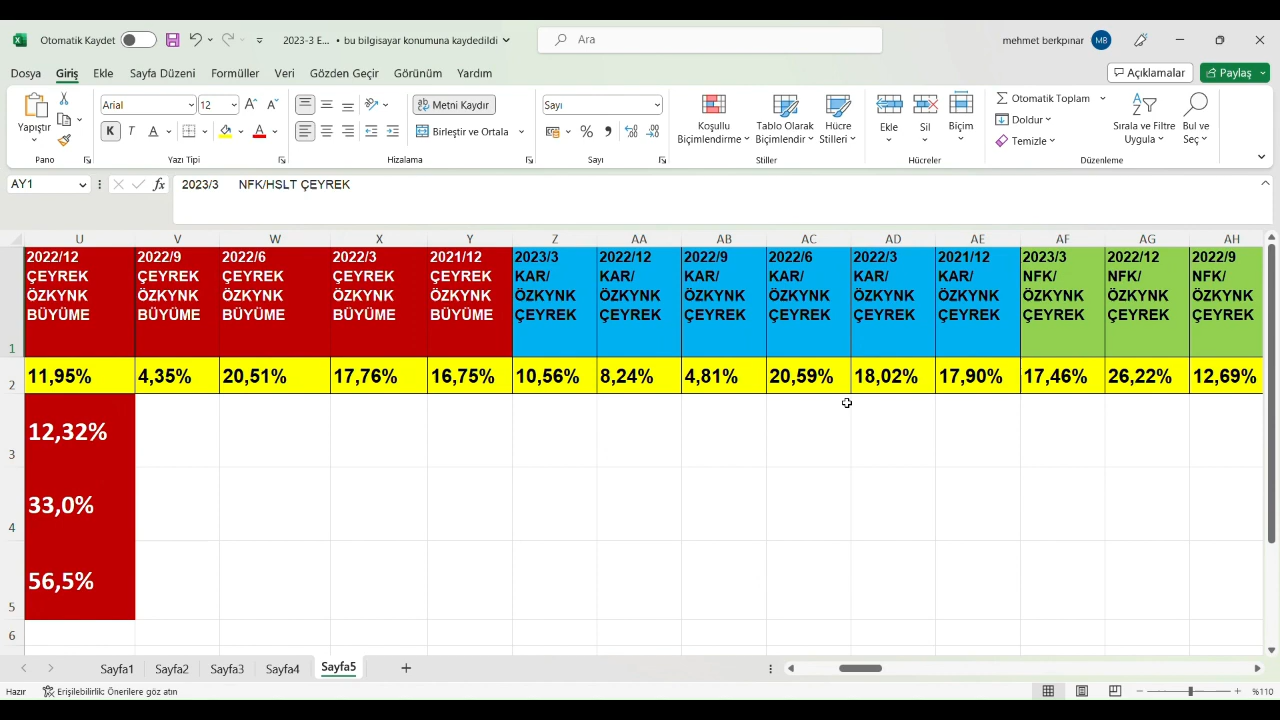 Otomatik Kaydet
2023-3 E... • bu bilgisayar konumuna kaydedildi
Ara
mehmet berkpınar
MB
Dosya Giriş Ekle Sayfa Düzeni Formüller Veri Gözden Geçir Görünüm Yardım
Açıklamalar
Paylaş
Yapıştır
Pano
Arial
12
K T A
Yazı Tipi
Metni Kaydır
Birleştir ve Ortala
Hizalama
Sayı
%
Sayı
Koşullu
Biçimlendirme
Tablo Olarak
Biçimlendir
Hücre
Stilleri
Stiller
Ekle
Sil
Biçim
Hücreler
Otomatik Toplam
Doldur
Temizle
Sırala ve Filtre
Uygula
Bul ve
Seç
Düzenleme
AY1
fx
2023/3 NFK/HSLT ÇEYREK
U V W X Y Z AA AB AC AD AE AF AG AH
1
2022/12
ÇEYREK
ÖZKYNK
BÜYÜME
2022/9
ÇEYREK
ÖZKYNK
BÜYÜME
2022/6
ÇEYREK
ÖZKYNK
BÜYÜME
2022/3
ÇEYREK
ÖZKYNK
BÜYÜME
2021/12
ÇEYREK
ÖZKYNK
BÜYÜME
2023/3
KAR/
ÖZKYNK
ÇEYREK
2022/12
KAR/
ÖZKYNK
ÇEYREK
2022/9
KAR/
ÖZKYNK
ÇEYREK
2022/6
KAR/
ÖZKYNK
ÇEYREK
2022/3
KAR/
ÖZKYNK
ÇEYREK
2021/12
KAR/
ÖZKYNK
ÇEYREK
2023/3
NFK/
ÖZKYNK
ÇEYREK
2022/12
NFK/
ÖZKYNK
ÇEYREK
2022/9
NFK/
ÖZKYNK
ÇEYREK
2 11,95% 4,35% 20,51% 17,76% 16,75% 10,56% 8,24% 4,81% 20,59% 18,02% 17,90% 17,46% 26,22% 12,69%
3 12,32%
4 33,0%
5 56,5%
6
Sayfa1 Sayfa2 Sayfa3 Sayfa4 Sayfa5
Hazır
Erişilebilirlik: Önerilere göz atın
%110